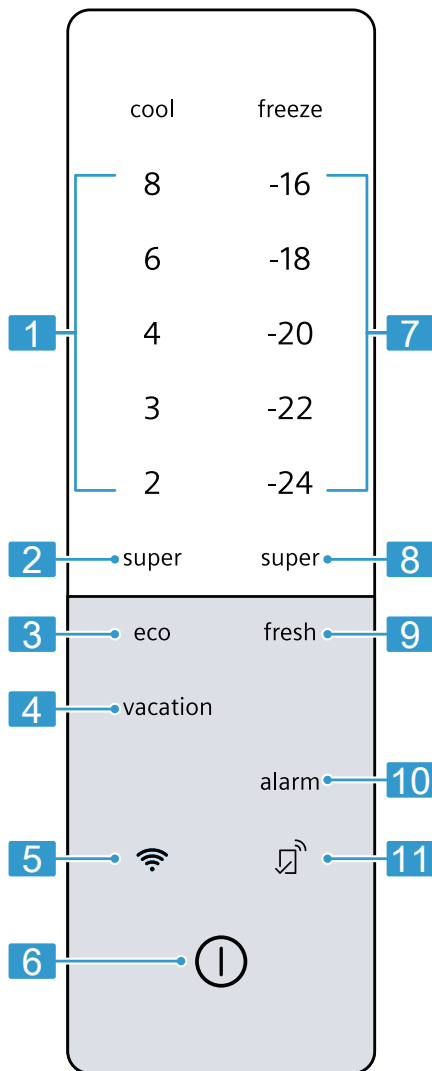 cool freeze
8 -16
6 -18
1 4 -20 7
3 -22
2 -24
2 super super 8
3 eco fresh 9
4 vacation
alarm 10
5 11
6